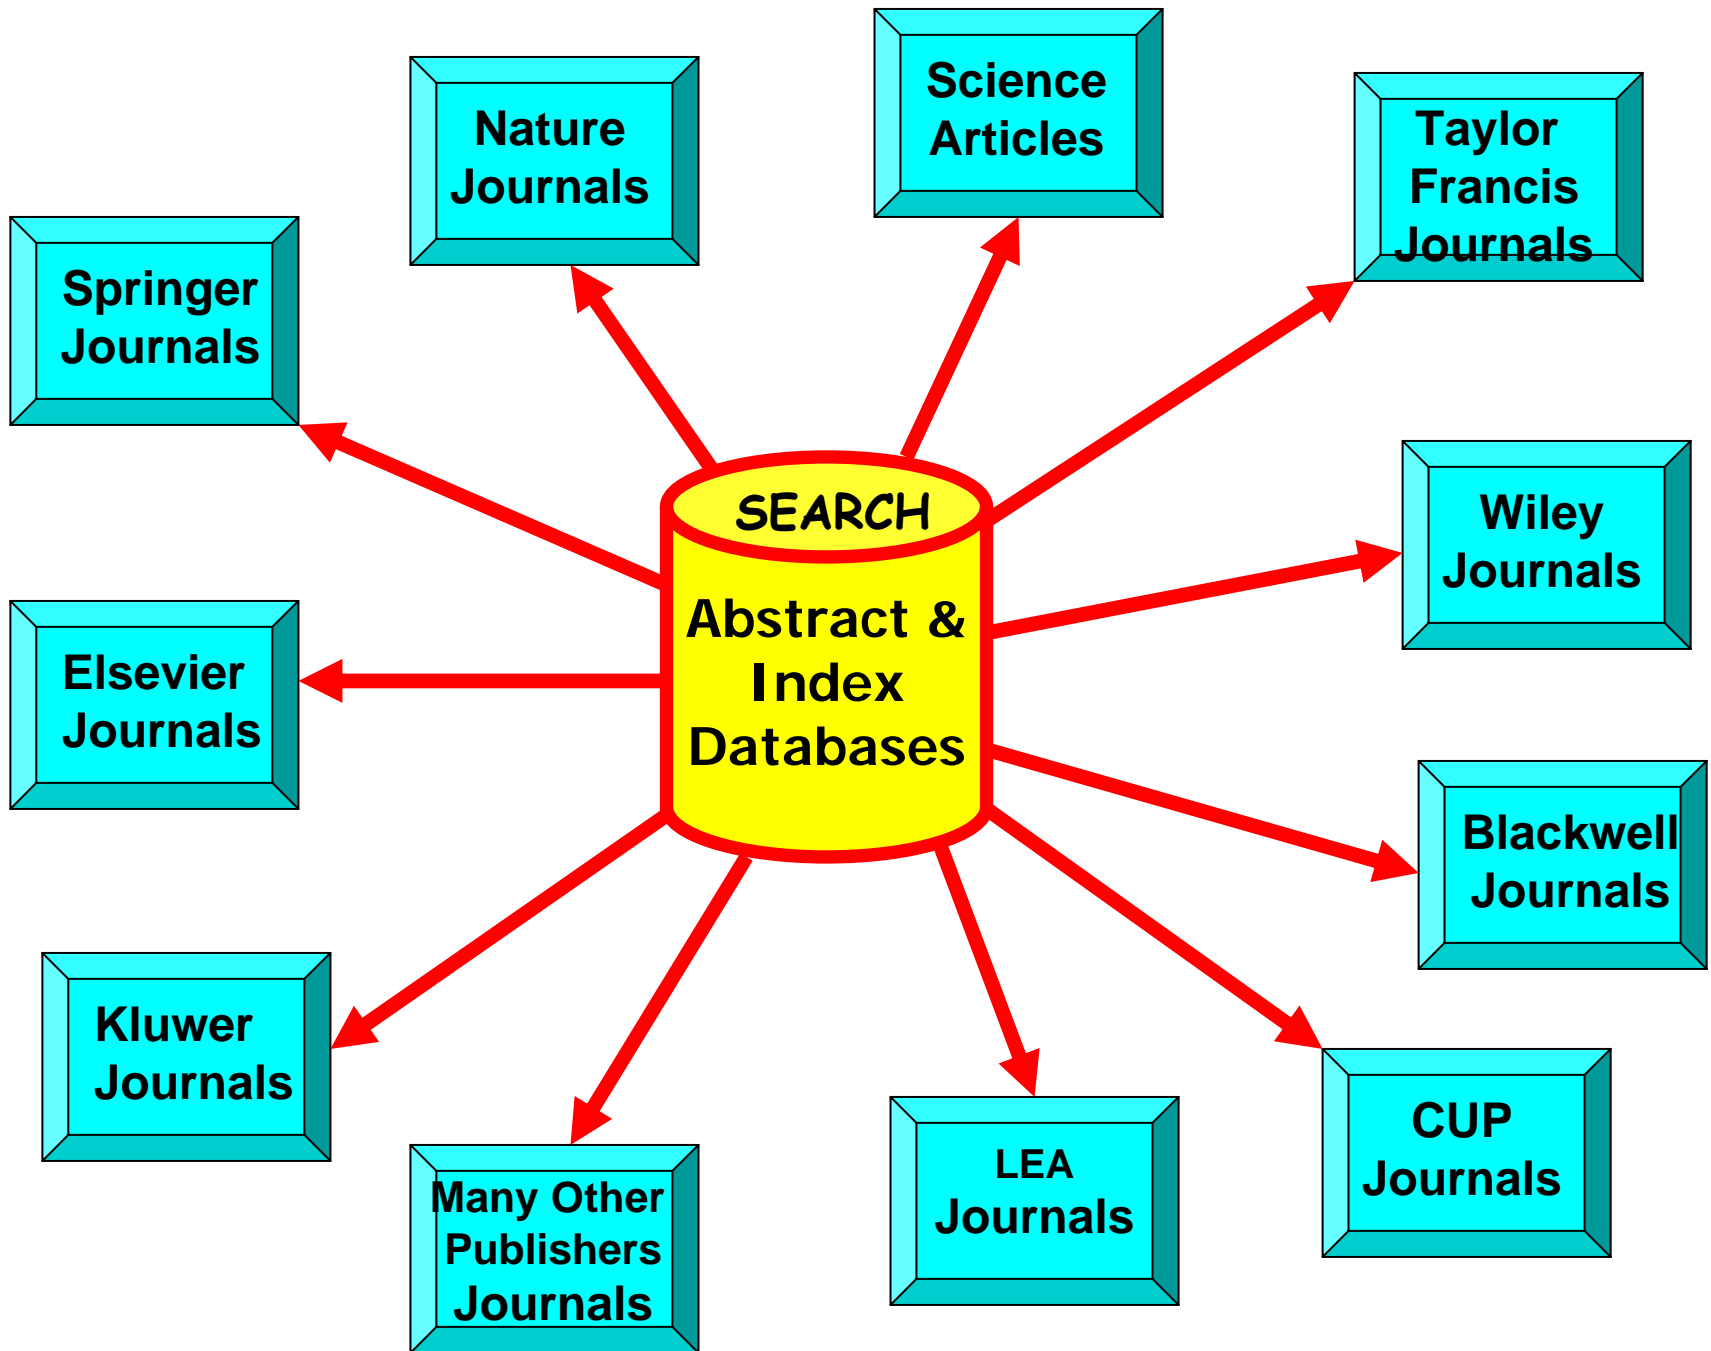 Science
Articles
Nature
Journals
Taylor
Francis
Journals
Springer
Journals
Wiley
Journals
SEARCH
Abstract &
Index
Databases
Elsevier
Journals
Blackwell
Journals
Kluwer
Journals
CUP
Journals
LEA
Journals
Many Other
Publishers
Journals